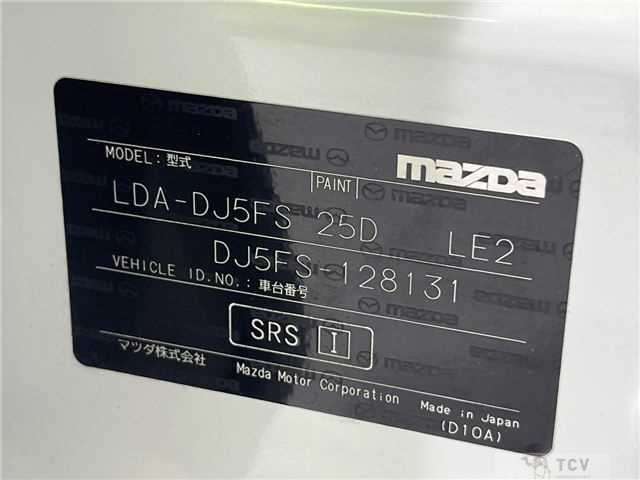 mazda
MODEL:型式
PAINT
LDA-DJ5FS 25D LE2
DJ5FS-128131
VEHICLE ID.NO.:車台番号
SRS I
マツダ株式会社
Mazda Motor Corporation
Made in Japan
(D10A)
TCV